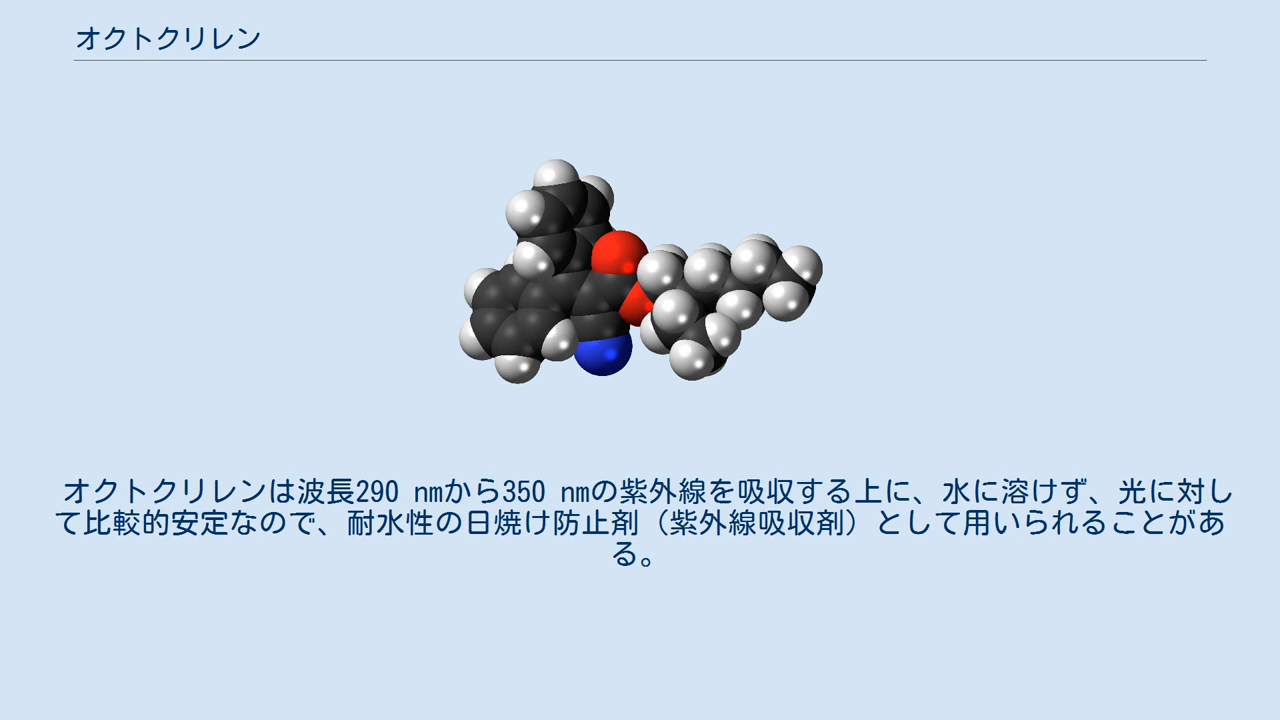 オクトクリレン
オクトクリレンは波長290 nmから350 nmの紫外線を吸収する上に、水に溶けず、光に対し
て比較的安定なので、耐水性の日焼け防止剤（紫外線吸収剤）として用いられることがあ
る。